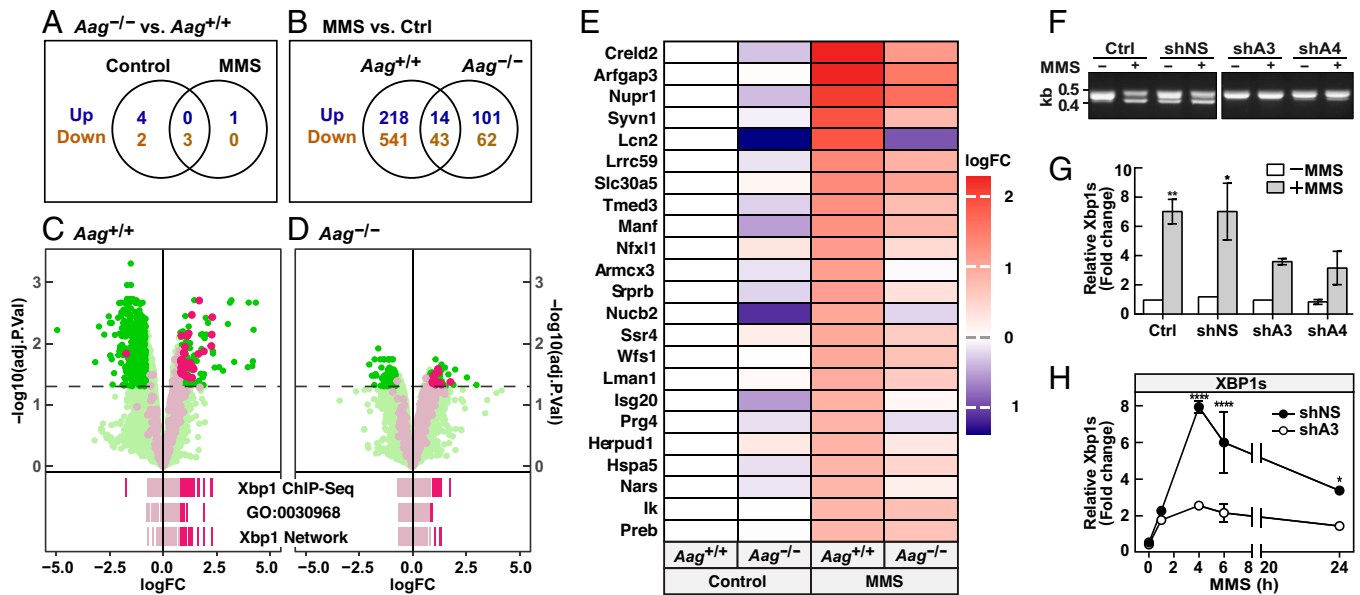 A Aag−/− vs. Aag+/+
Control MMS
Up 4 0 1
Down 2 3 0
B MMS vs. Ctrl
Aag+/+ Aag−/−
218 14 101
541 43 62
C Aag+/+
−log10(adj.P.Val)
3
2
1
0
D Aag−/−
3
2
1
0
−log10(adj.P.Val)
Xbp1 ChIP-Seq
GO:0030968
Xbp1 Network
−5.0 −2.5 0 2.5 5.0
logFC
−5.0 −2.5 0 2.5 5.0
logFC
E
Creld2
Arfgap3
Nupr1
Syvn1
Lcn2
Lrrc59
Slc30a5
Tmed3
Manf
Nfxl1
Armcx3
Srprb
Nucb2
Ssr4
Wfs1
Lman1
Isg20
Prg4
Herpud1
Hspa5
Nars
Ik
Preb
Aag+/+ Aag−/− Aag+/+ Aag−/−
Control MMS
logFC
2
1
0
1
F
Ctrl shNS shA3 shA4
MMS − + − + − + − +
kb
0.5
0.4
G
Relative Xbp1s
(Fold change)
10
8
6
4
2
0
** *
−MMS
+MMS
Ctrl shNS shA3 shA4
H
XBP1s
Relative Xbp1s
(Fold change)
8
6
4
2
0
**** **** *
shNS
shA3
0 2 4 6 8 20 24
MMS (h)